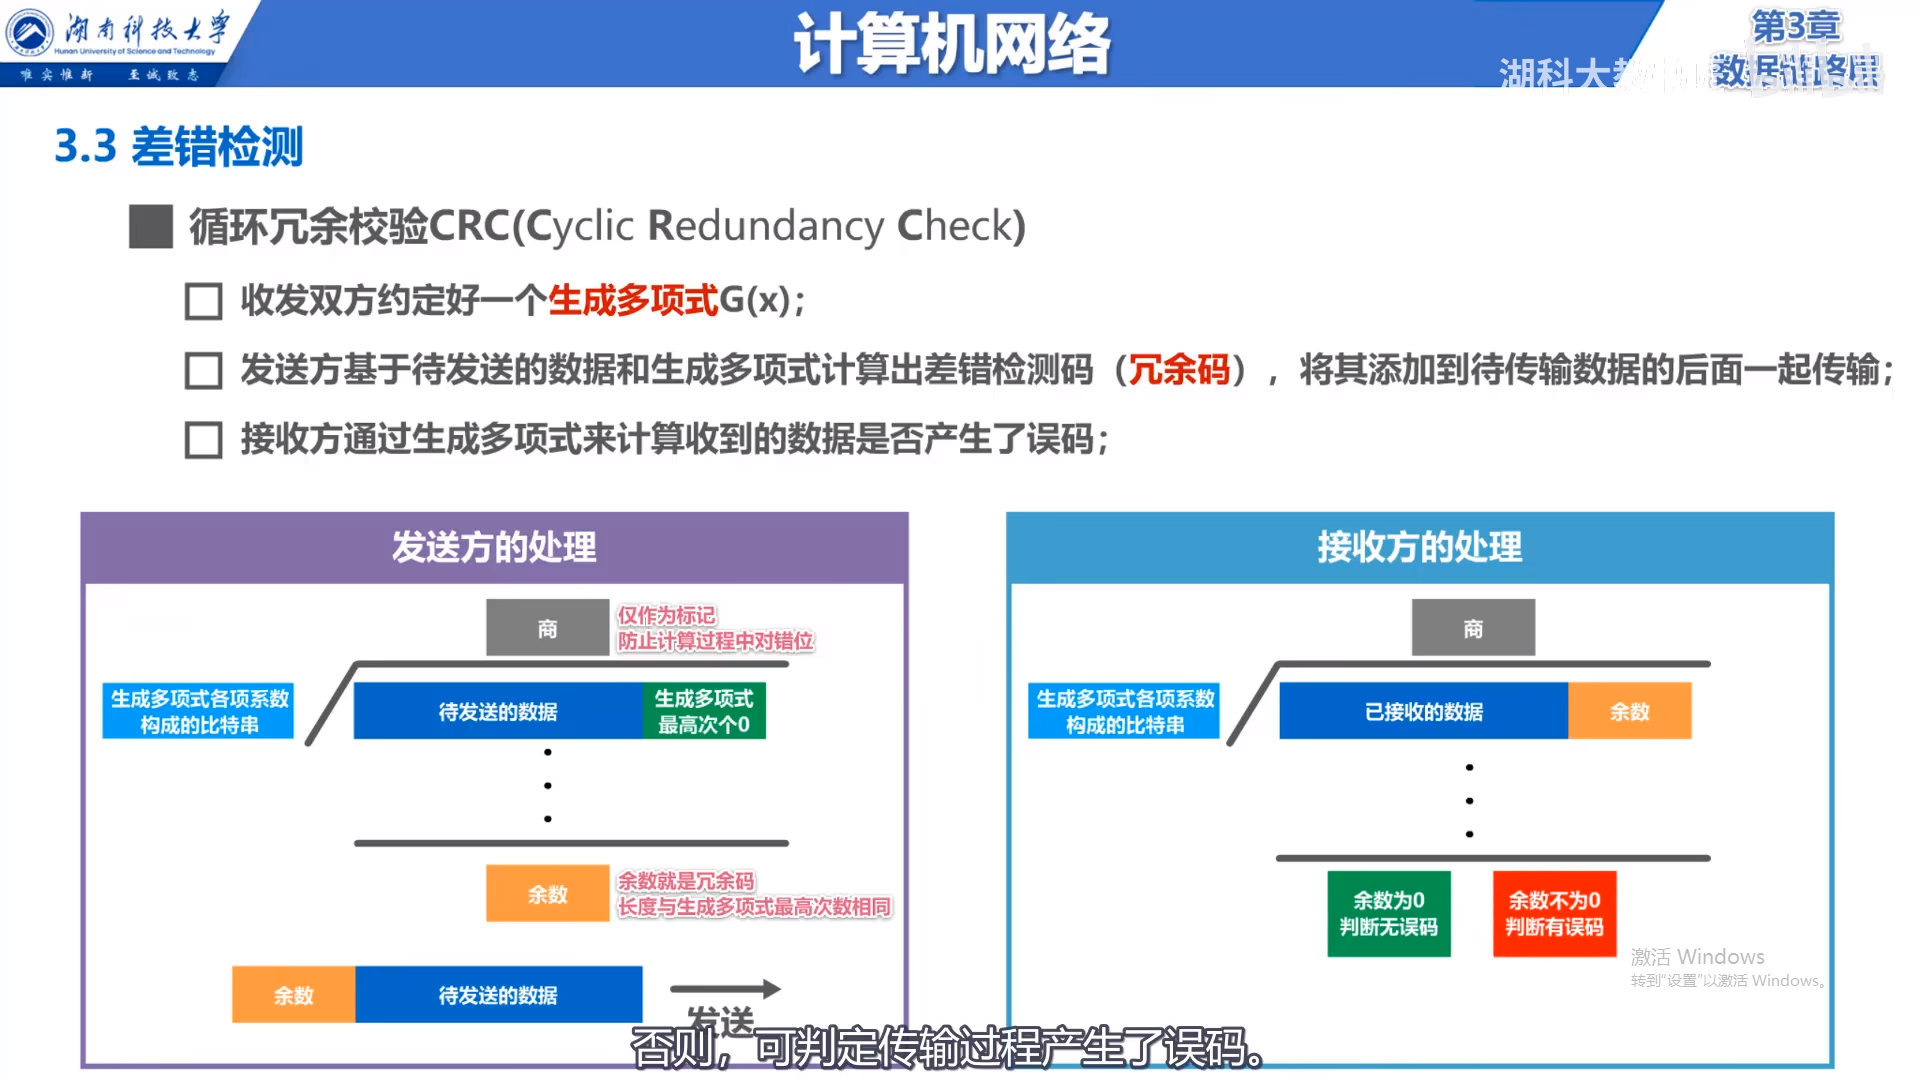 湖南科技大学
Hunan University of Science and Technology
唯实惟新 至诚致志
计算机网络
第3章
数据链路层
湖科大教
3.3 差错检测
循环冗余校验CRC(Cyclic Redundancy Check)
收发双方约定好一个生成多项式G(x);
发送方基于待发送的数据和生成多项式计算出差错检测码（冗余码），将其添加到待传输数据的后面一起传输;
接收方通过生成多项式来计算收到的数据是否产生了误码;
发送方的处理
商
仅作为标记
防止计算过程中对错位
生成多项式各项系数
构成的比特串
待发送的数据
生成多项式
最高次个0
余数
余数就是冗余码
长度与生成多项式最高次数相同
余数
待发送的数据
发送
接收方的处理
商
生成多项式各项系数
构成的比特串
已接收的数据
余数
余数为0
判断无误码
余数不为0
判断有误码
激活 Windows
转到“设置”以激活 Windows。
否则，可判定传输过程产生了误码。